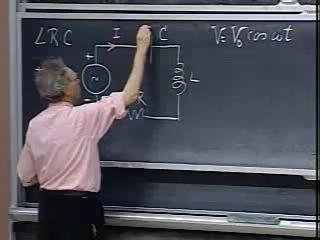 LRC
V=V₀ cos ωt
I
C
+
+
~
L
-
R